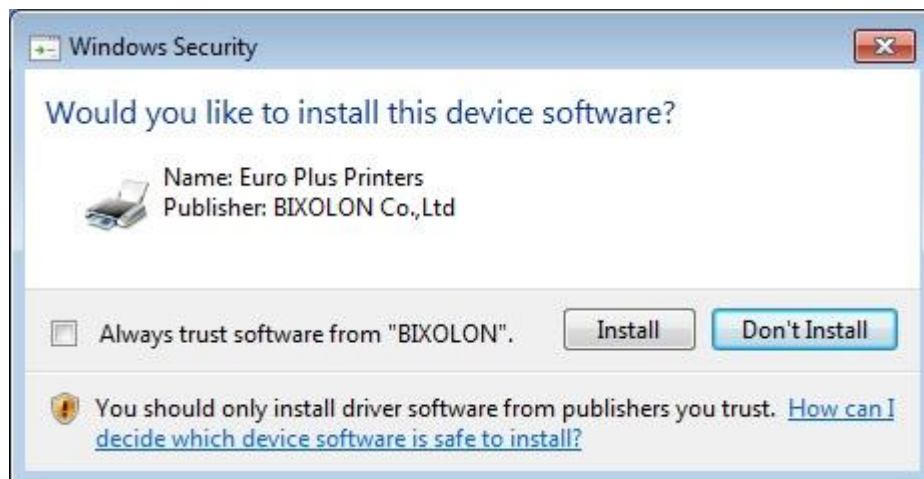 Windows Security
Would you like to install this device software?
Name: Euro Plus Printers
Publisher: BIXOLON Co.,Ltd
Always trust software from "BIXOLON".
Install
Don't Install
You should only install driver software from publishers you trust. How can I
decide which device software is safe to install?